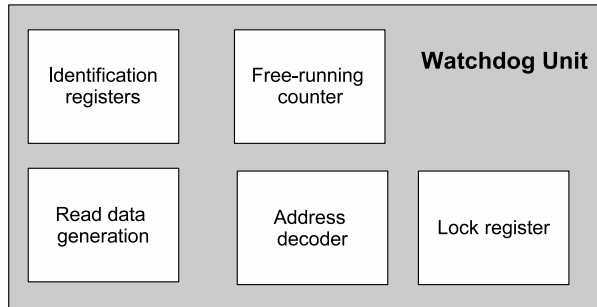 Identification
registers
Free-running
counter
Watchdog Unit
Read data
generation
Address
decoder
Lock register